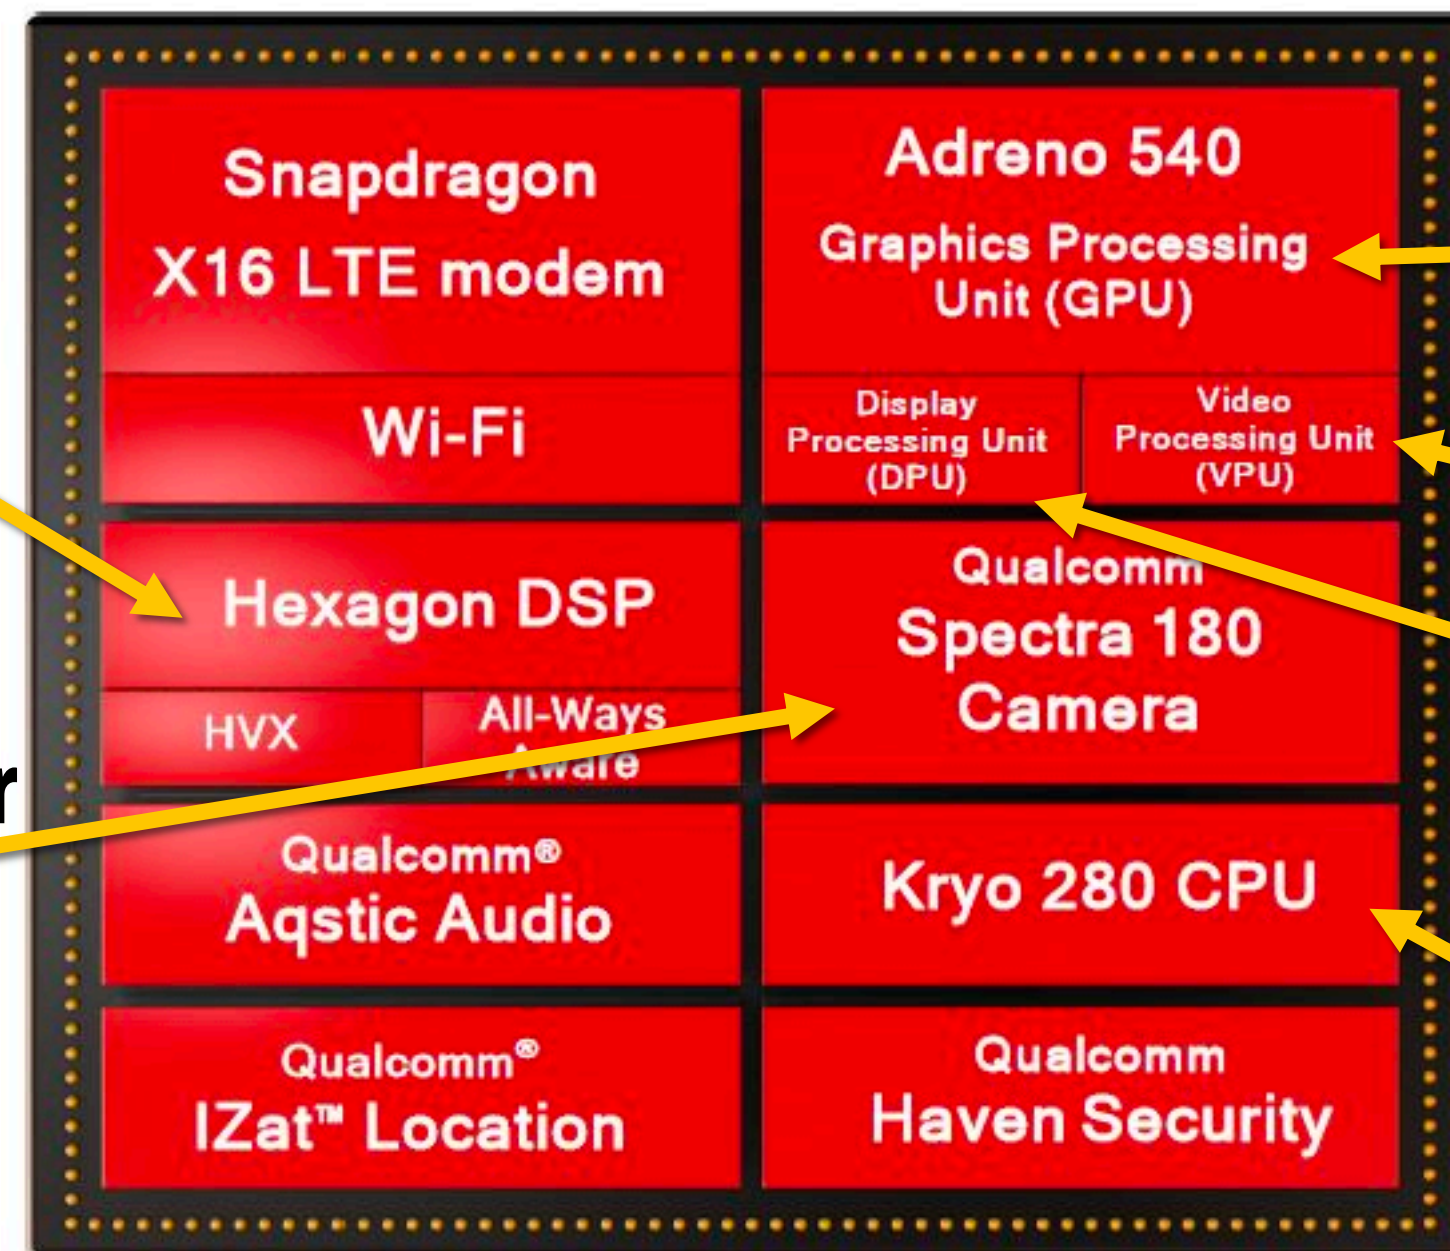 Snapdragon
X16 LTE modem
Wi-Fi
Adreno 540
Graphics Processing
Unit (GPU)
Display
Processing Unit
(DPU)
Video
Processing Unit
(VPU)
Hexagon DSP
HVX
All-Ways
Aware
Qualcomm
Spectra 180
Camera
r
Qualcomm®
Aqstic Audio
Kryo 280 CPU
Qualcomm®
IZat™ Location
Qualcomm
Haven Security